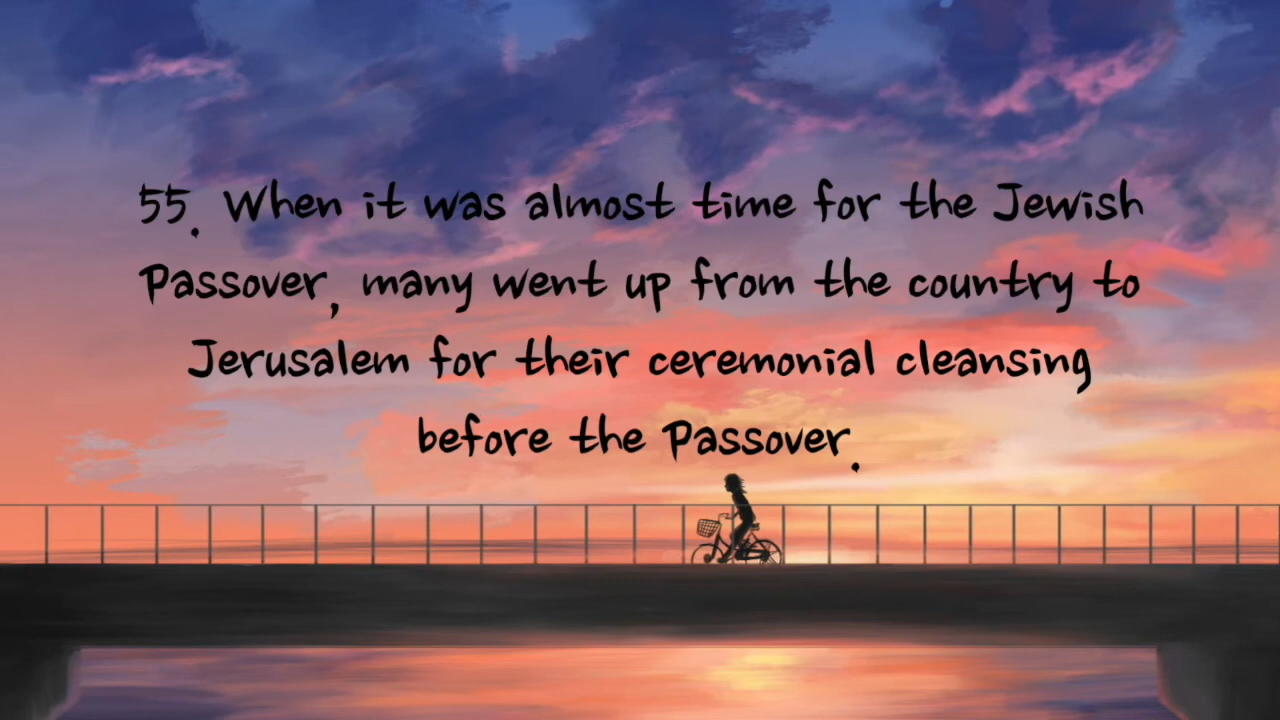 55. When it was almost time for the Jewish
Passover, many went up from the country to
Jerusalem for their ceremonial cleansing
before the Passover.